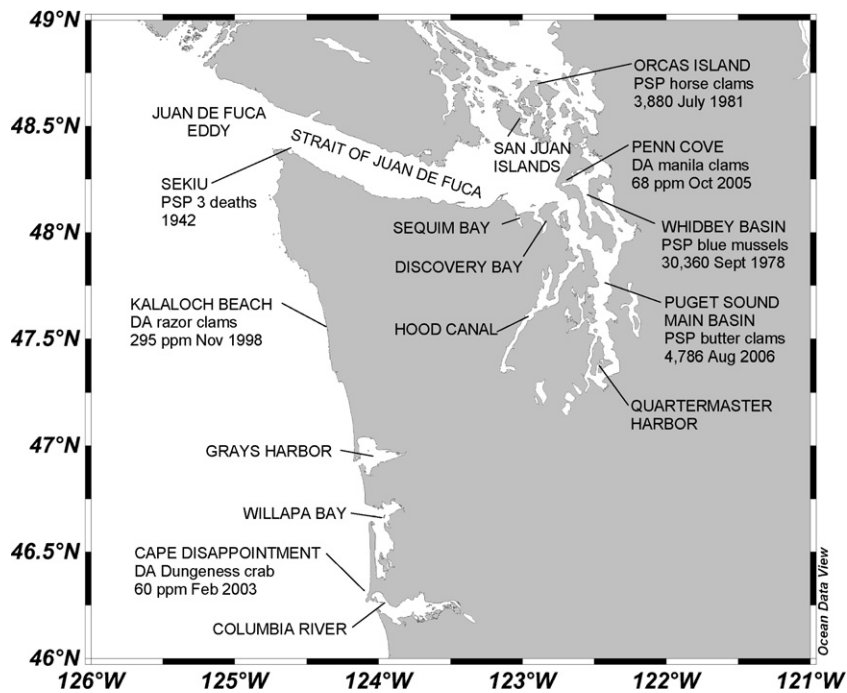 49°N
48.5°N
48°N
47.5°N
47°N
46.5°N
46°N
126°W
125°W
124°W
123°W
122°W
121°W
JUAN DE FUCA
EDDY
STRAIT OF JUAN DE FUCA
SEKIU
PSP 3 deaths
1942
ORCAS ISLAND
PSP horse clams
3,880 July 1981
SAN JUAN
ISLANDS
PENN COVE
DA manila clams
68 ppm Oct 2005
SEQUIM BAY
WHIDBEY BASIN
PSP blue mussels
30,360 Sept 1978
DISCOVERY BAY
KALALOCH BEACH
DA razor clams
295 ppm Nov 1998
HOOD CANAL
PUGET SOUND
MAIN BASIN
PSP butter clams
4,786 Aug 2006
QUARTERMASTER
HARBOR
GRAYS HARBOR
WILLAPA BAY
CAPE DISAPPOINTMENT
DA Dungeness crab
60 ppm Feb 2003
COLUMBIA RIVER
Ocean Data View